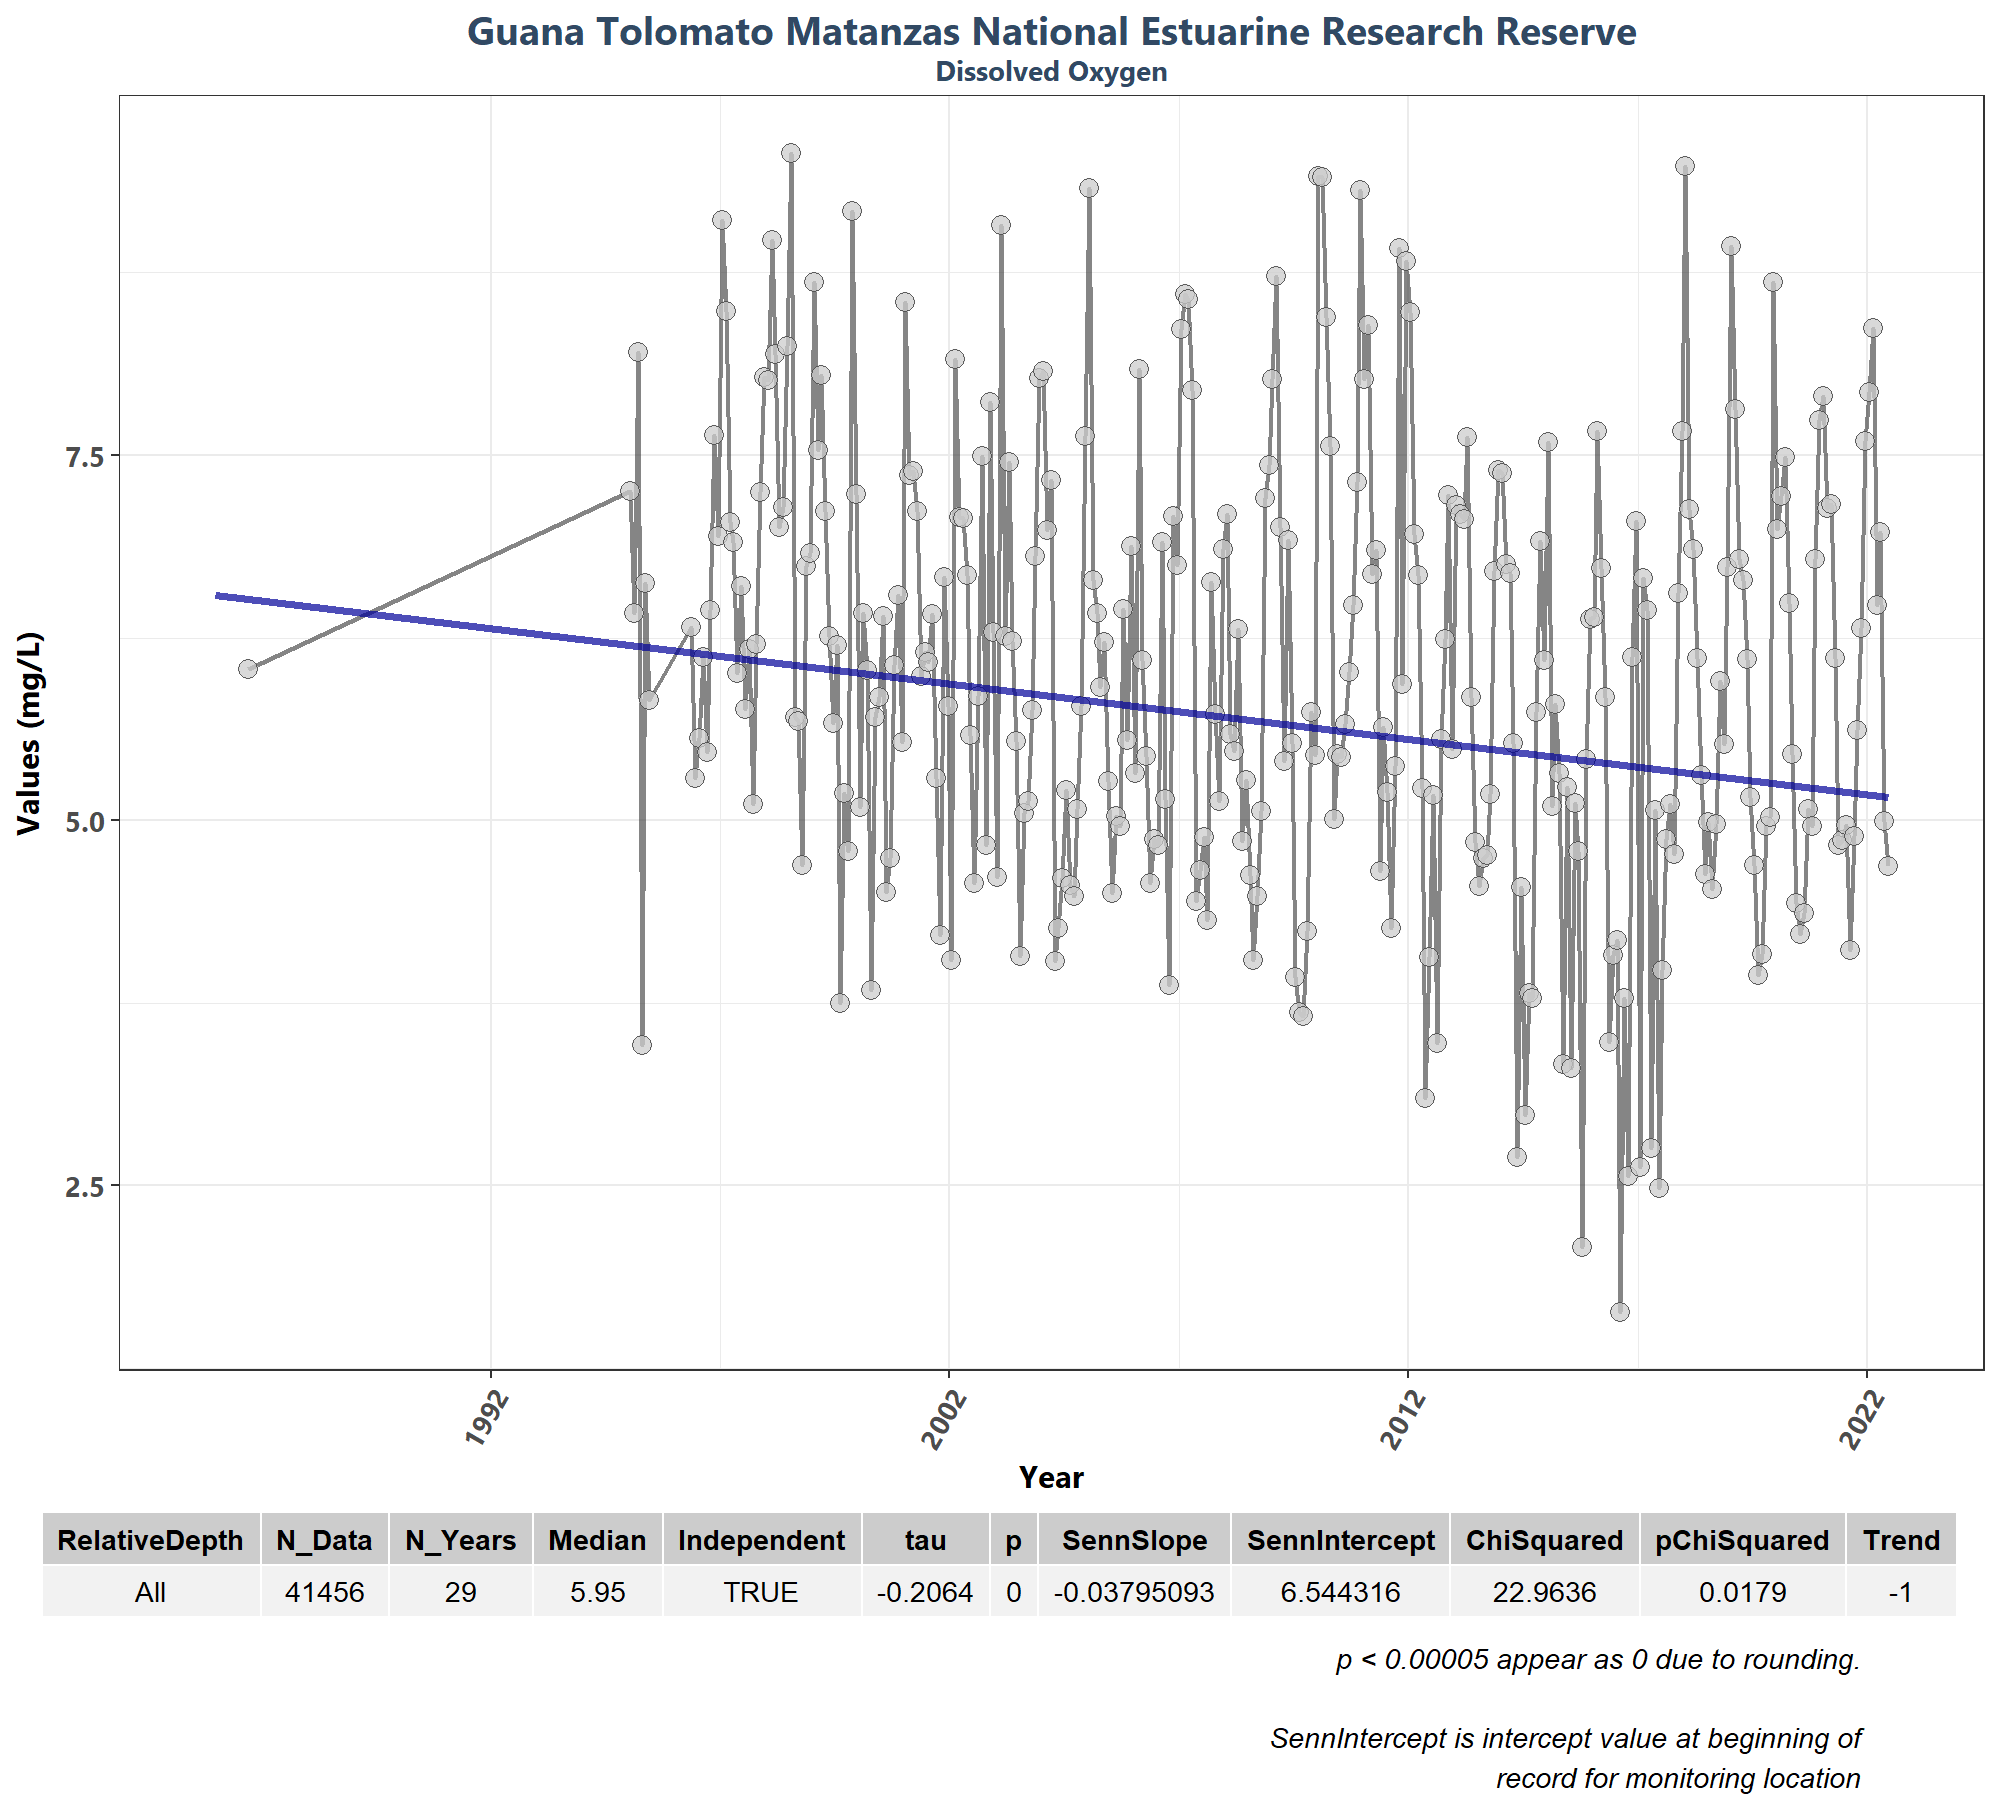 Guana Tolomato Matanzas National Estuarine Research Reserve
Dissolved Oxygen
Values (mg/L)
7.5
5.0
2.5
1992 2002 2012 2022
Year
RelativeDepth N_Data N_Years Median Independent tau p SennSlope SennIntercept ChiSquared pChiSquared Trend
All 41456 29 5.95 TRUE -0.2064 0 -0.03795093 6.544316 22.9636 0.0179 -1
p < 0.00005 appear as 0 due to rounding.
SennIntercept is intercept value at beginning of
record for monitoring location